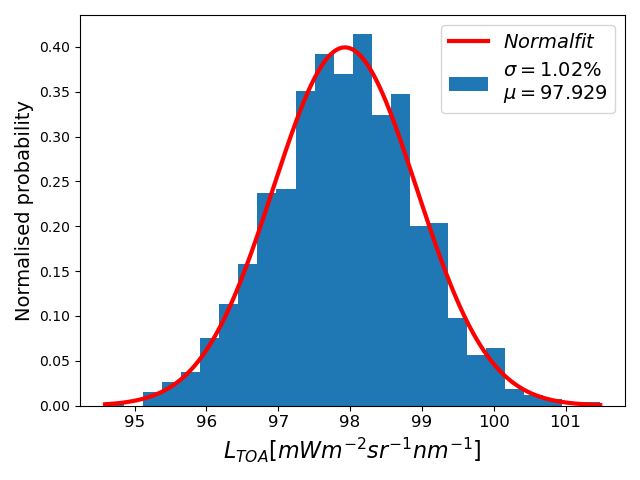 Normalfit
σ = 1.02%
μ = 97.929
Normalised probability
0.40
0.35
0.30
0.25
0.20
0.15
0.10
0.05
0.00
95 96 97 98 99 100 101
L_{TOA}[mWm^{-2}sr^{-1}nm^{-1}]